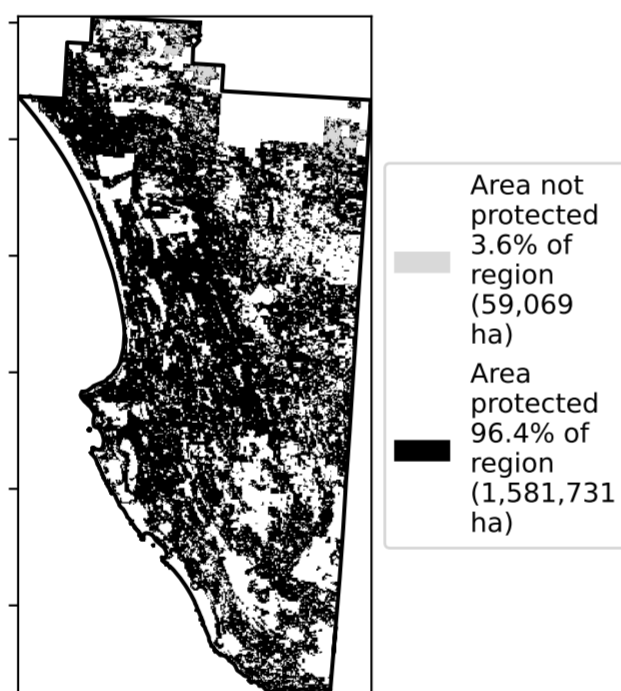 Area not
protected
3.6% of
region
(59,069
ha)
Area
protected
96.4% of
region
(1,581,731
ha)